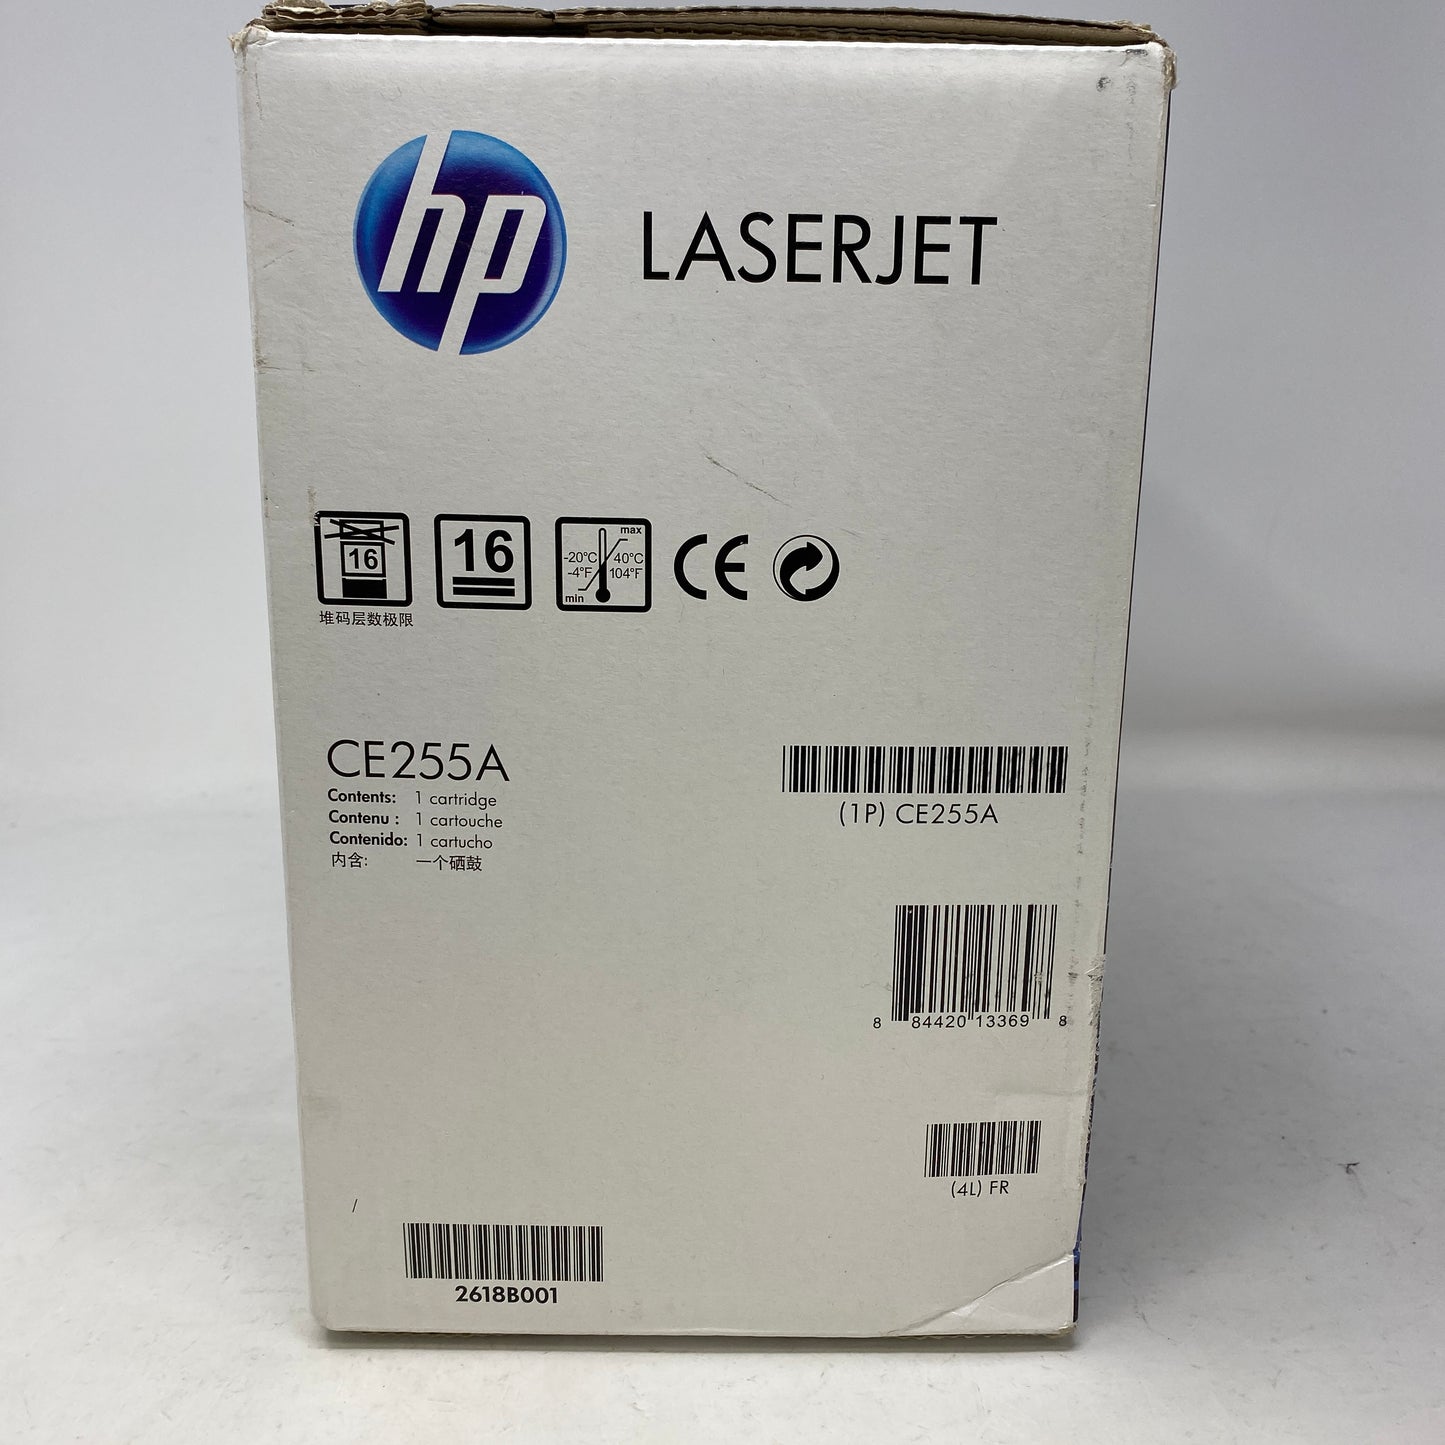 hp LASERJET
16
16
max
-20°C 40°C
-4°F 104°F
min
CE
堆码层数极限
CE255A
Contents: 1 cartridge
Contenu : 1 cartouche
Contenido: 1 cartucho
内含: 一个硒鼓
(1P) CE255A
8 84420 13369 8
(4L) FR
/
2618B001